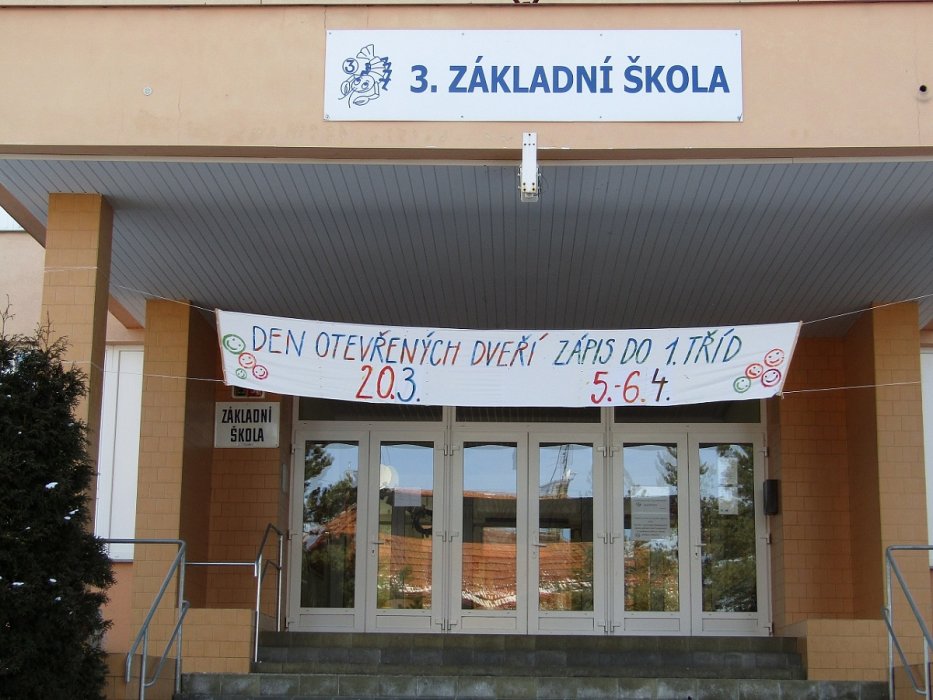 3. ZÁKLADNÍ ŠKOLA
DEN OTEVŘENÝCH DVEŘÍ ZÁPIS DO 1. TŘÍD
20.3. 5.-6.4.
ZÁKLADNÍ
ŠKOLA